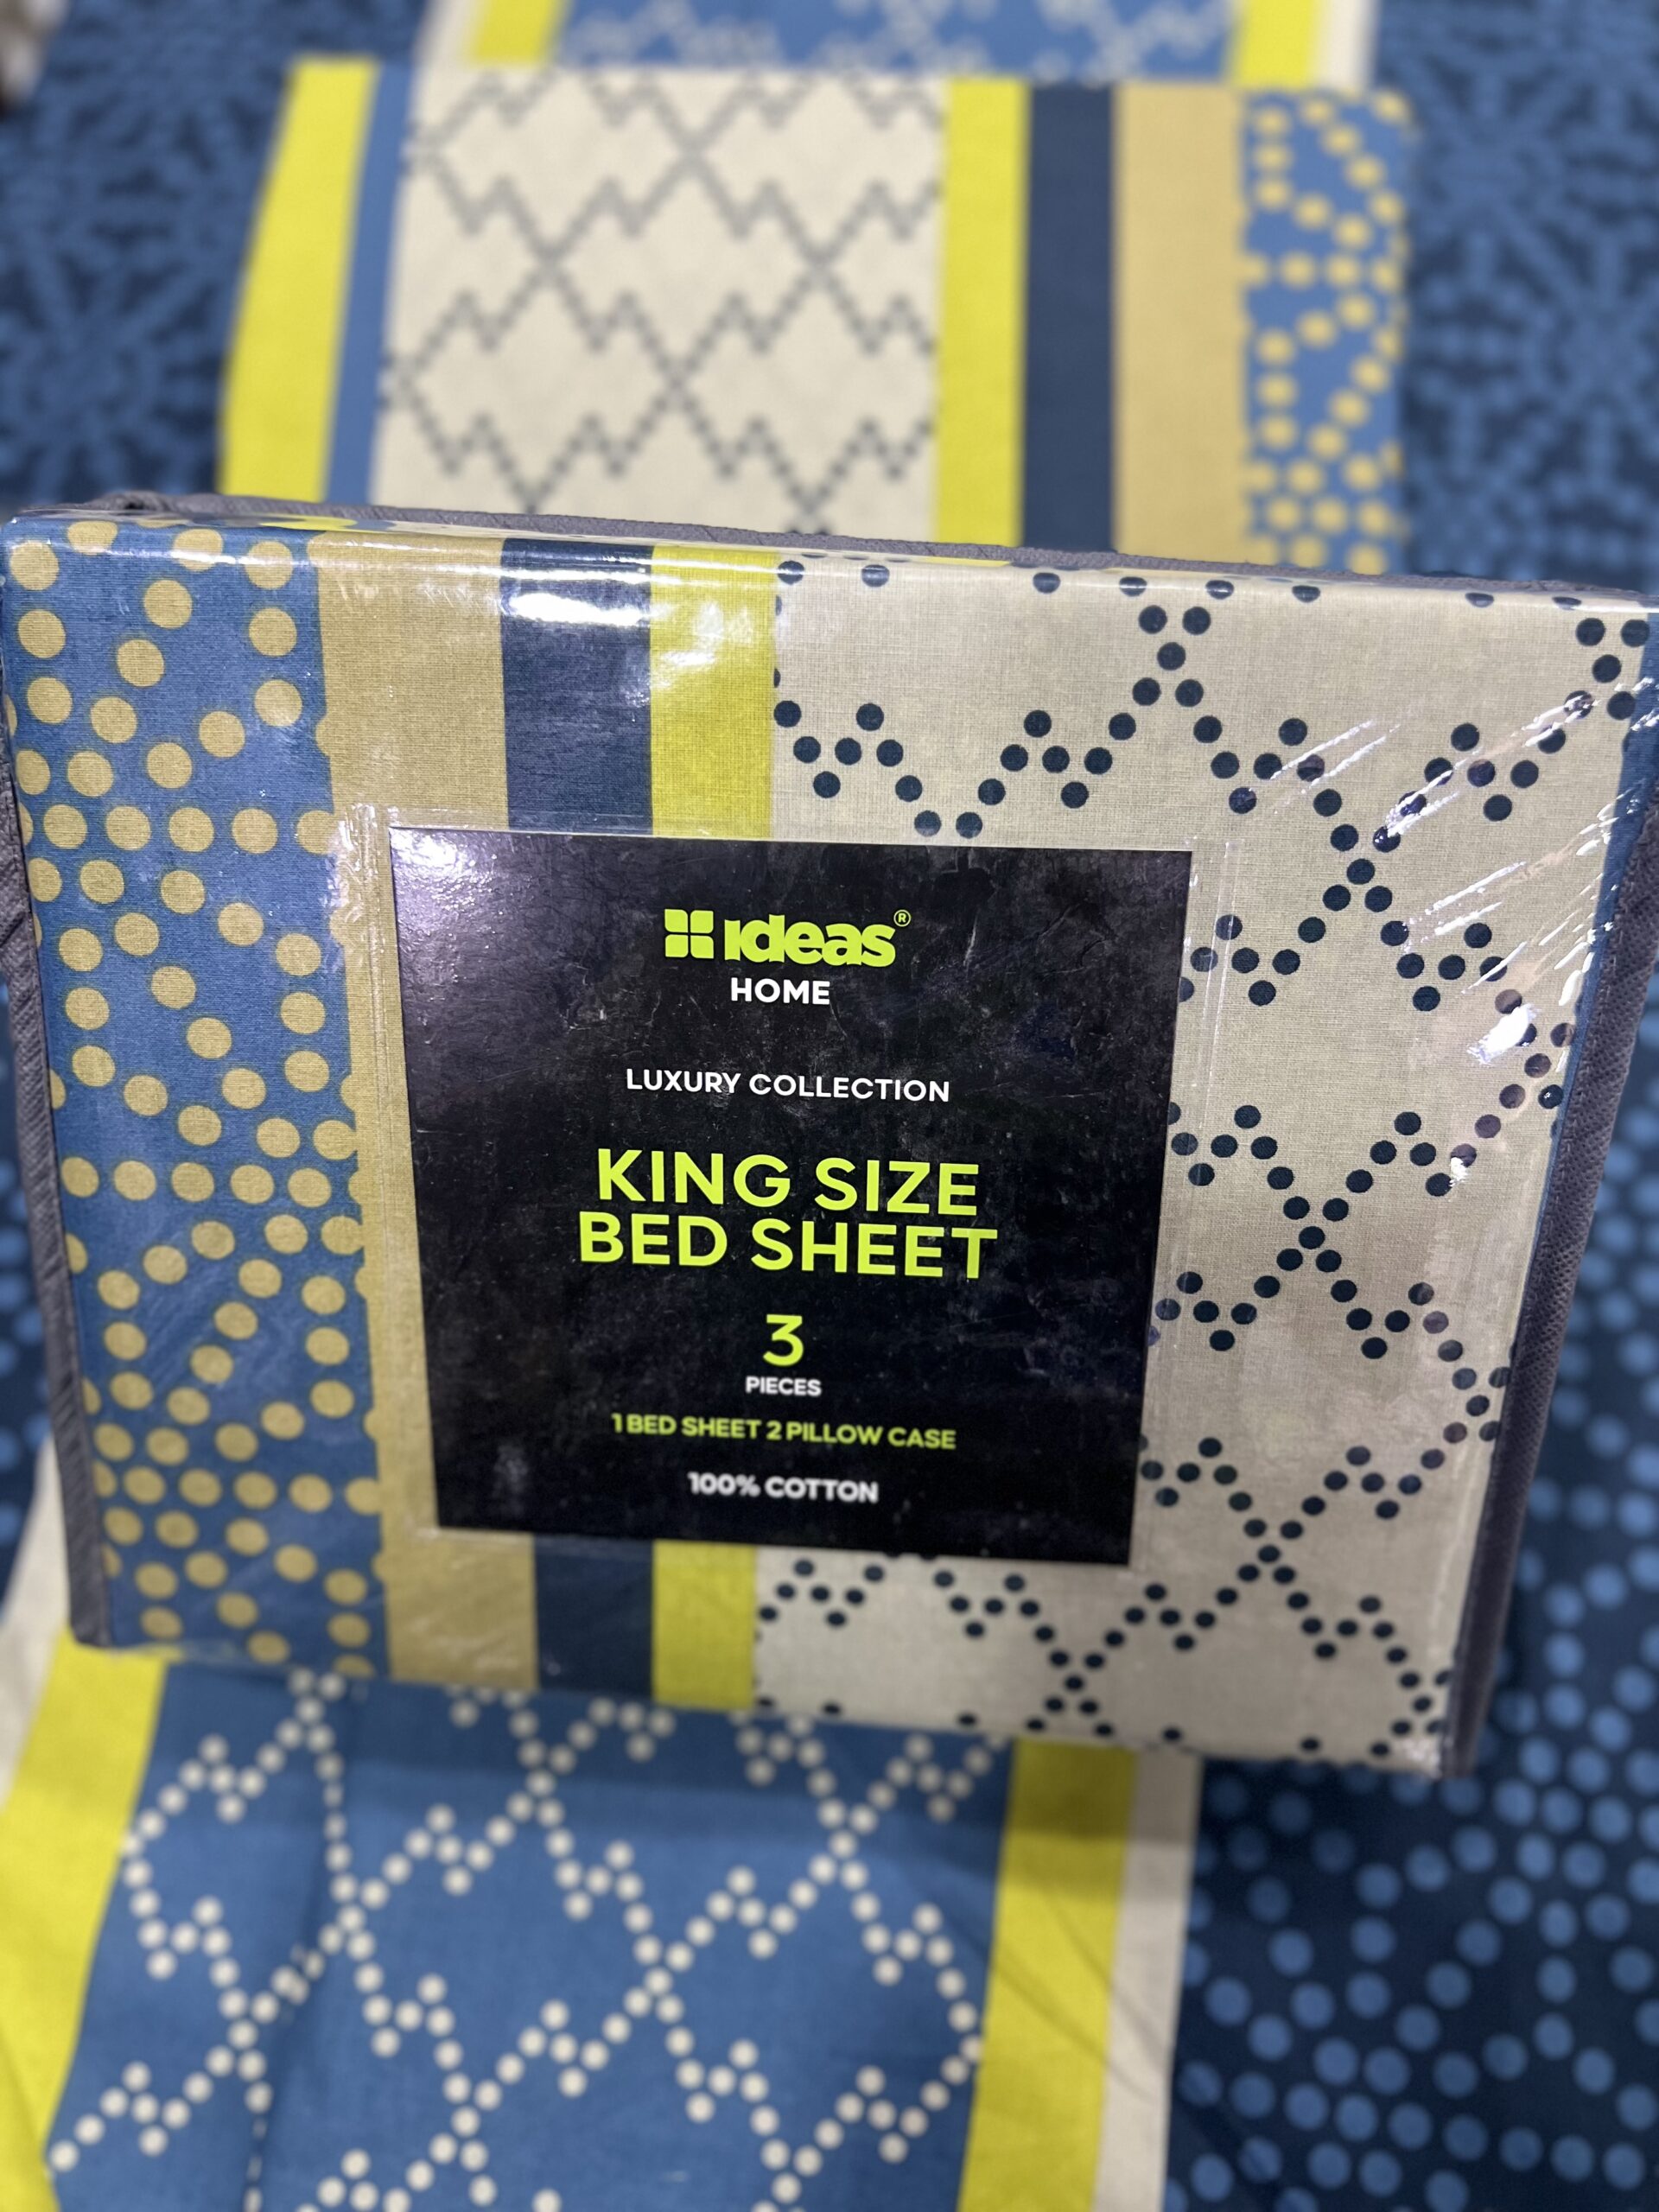 ideas®
HOME
LUXURY COLLECTION
KING SIZE
BED SHEET
3
PIECES
1 BED SHEET 2 PILLOW CASE
100% COTTON